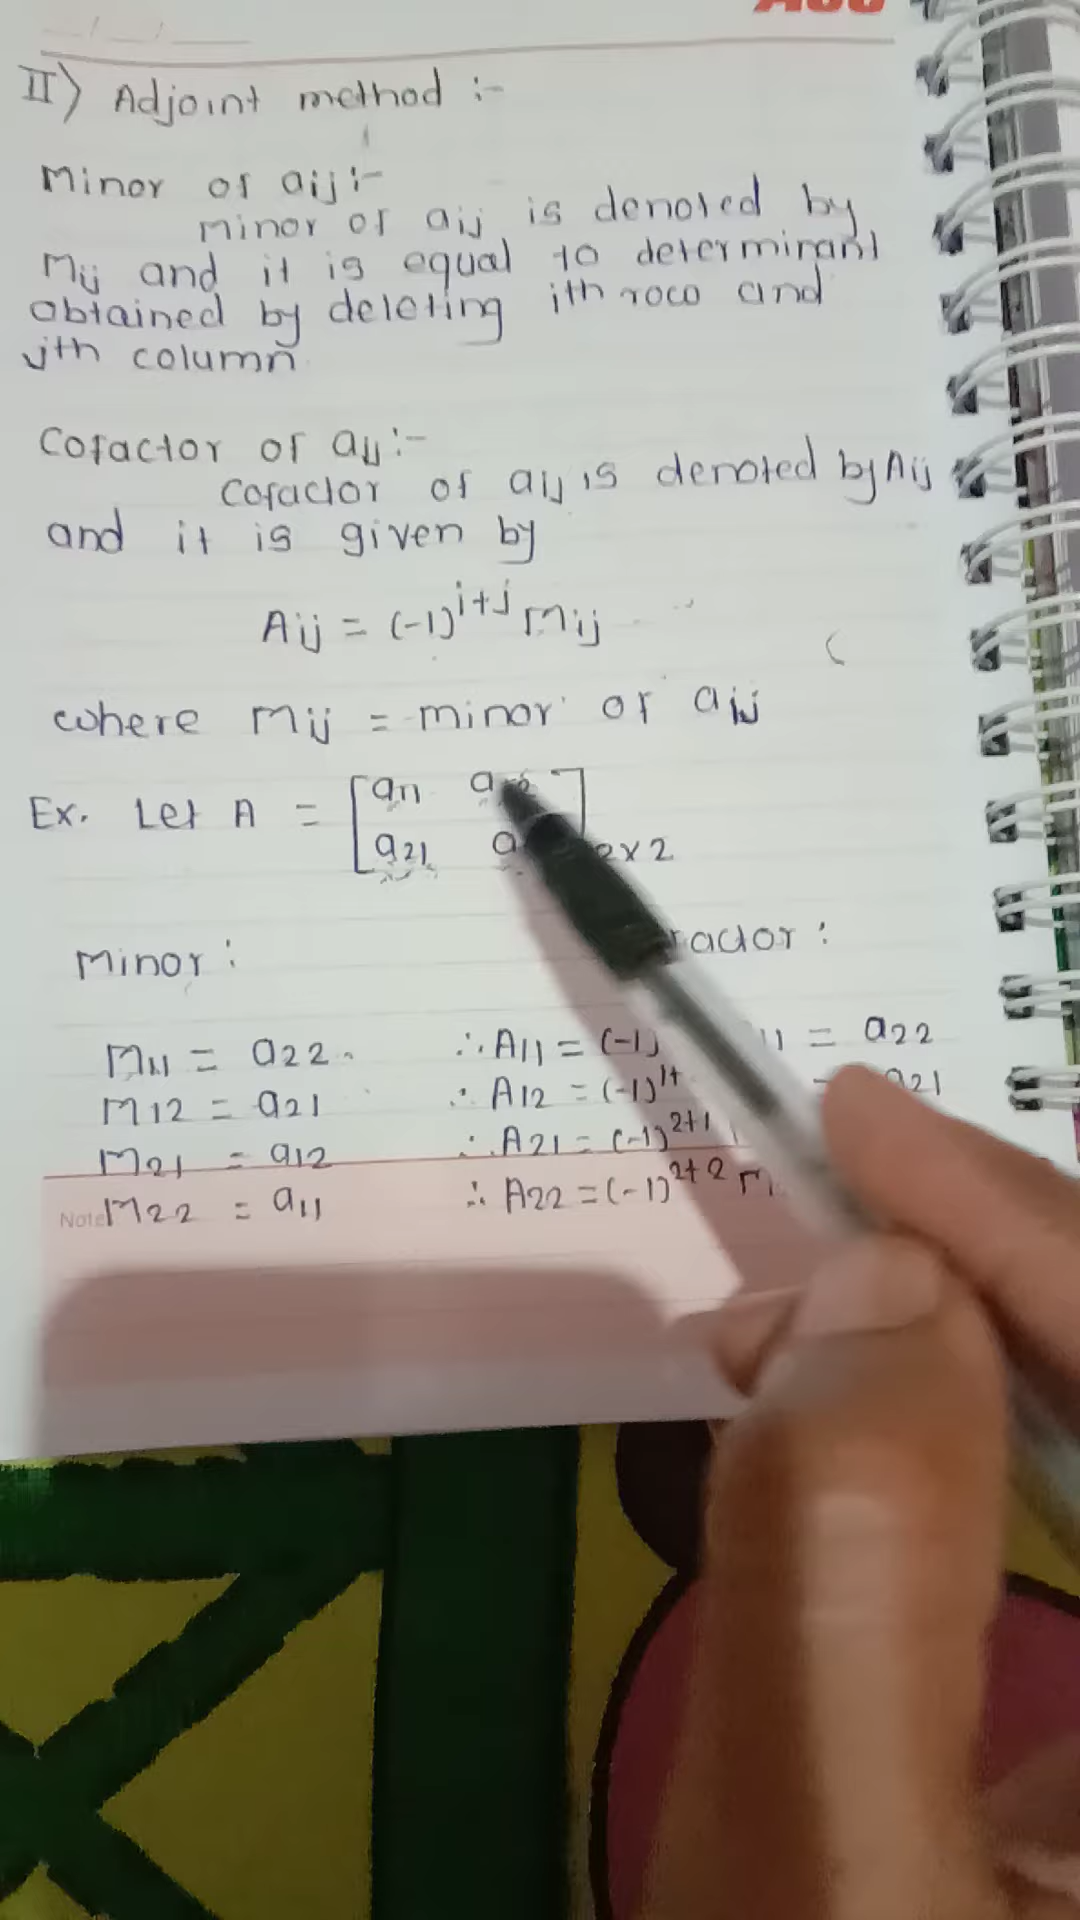 II) Adjoint method :-
Minor of aij:-
minor of aij is denoted by
Mij and it is equal to determinant
obtained by deleting ith row and
jth column
Cofactor of aij:-
Cofactor of aij is denoted by Aij
and it is given by
Aij = (-1)^i+j Mij
where Mij = minor of aij
Ex. Let A = [a11
a21 ×2
Minor:
M11 = a22 ∴ A11 = (-1) 11 = a22
M12 = a21 ∴ A12 = (-1)^1+ a21
M21 = a12 ∴ A21 = (-1)^2+1
Note M22 = a11 ∴ A22 = (-1)^2+2